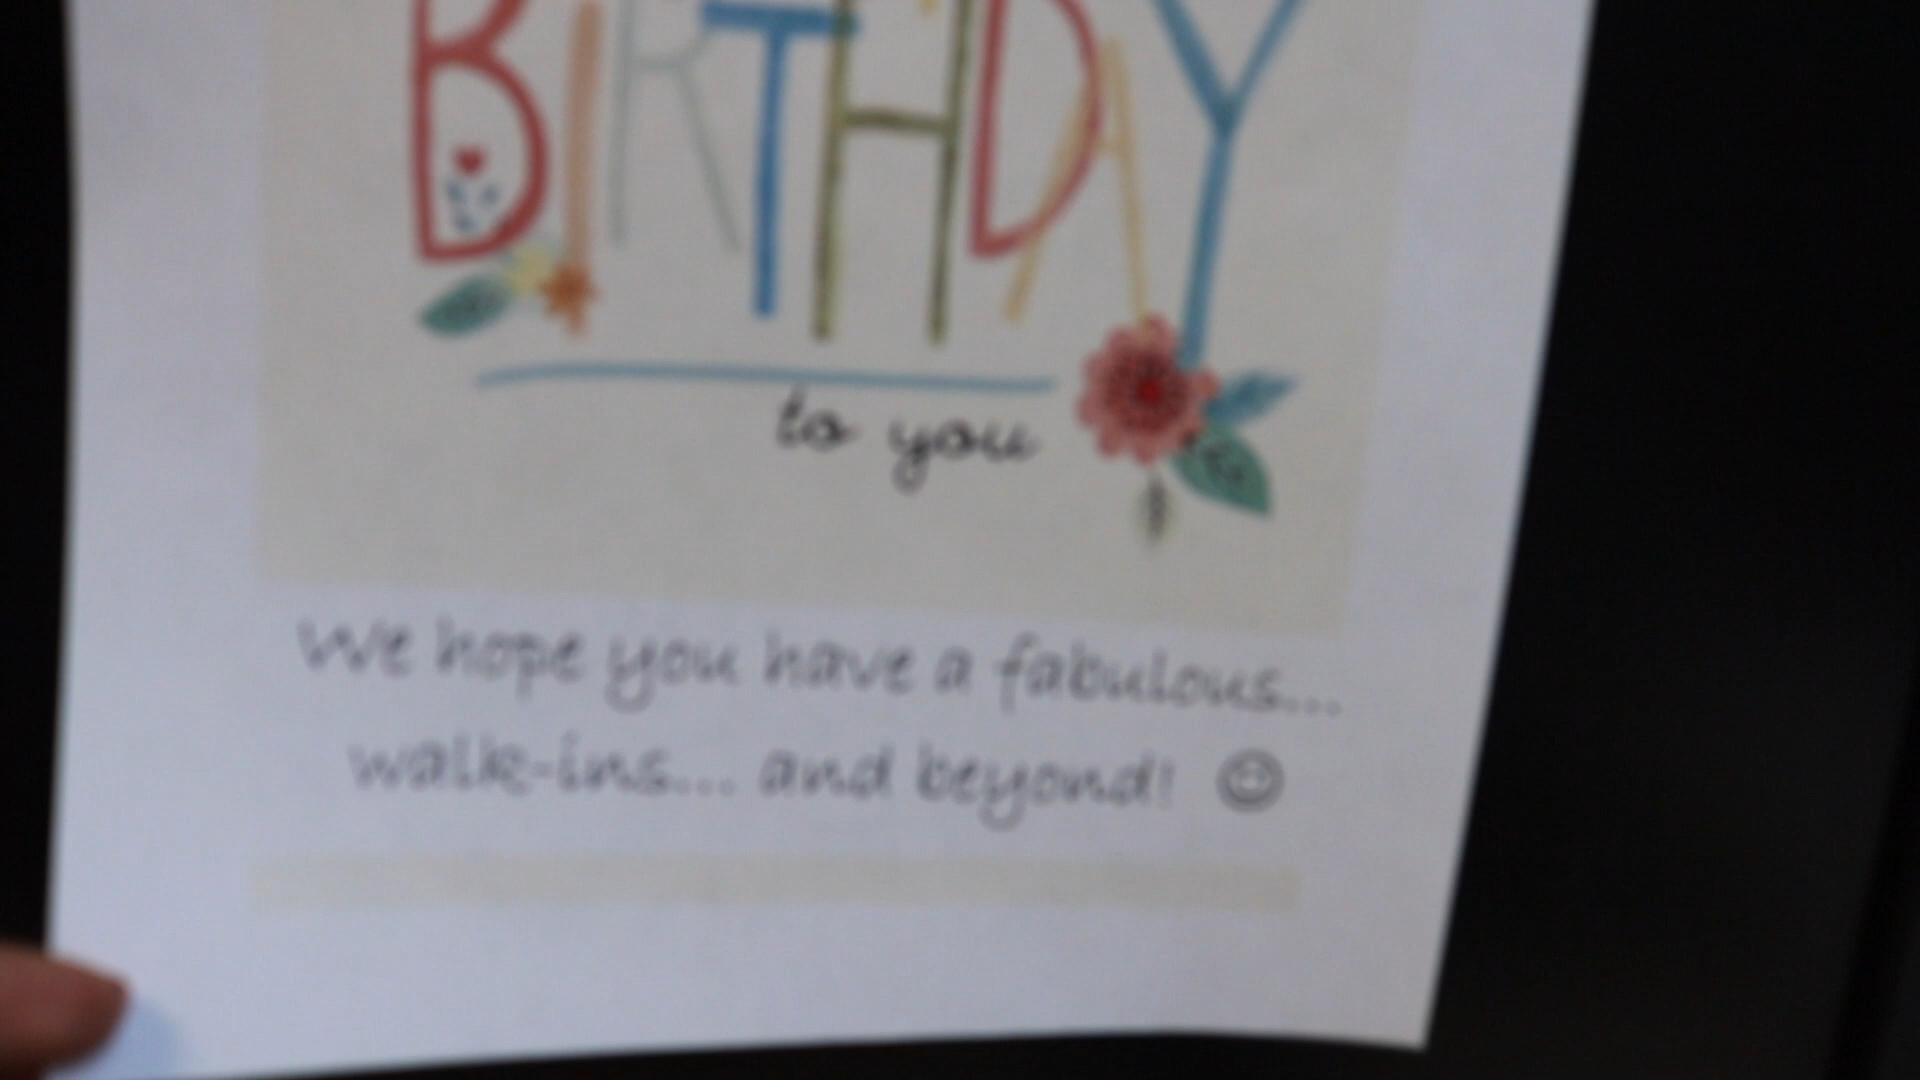 BIRTHDAY
to you
We hope you have a fabulous...
walk-ins... and beyond! ☺